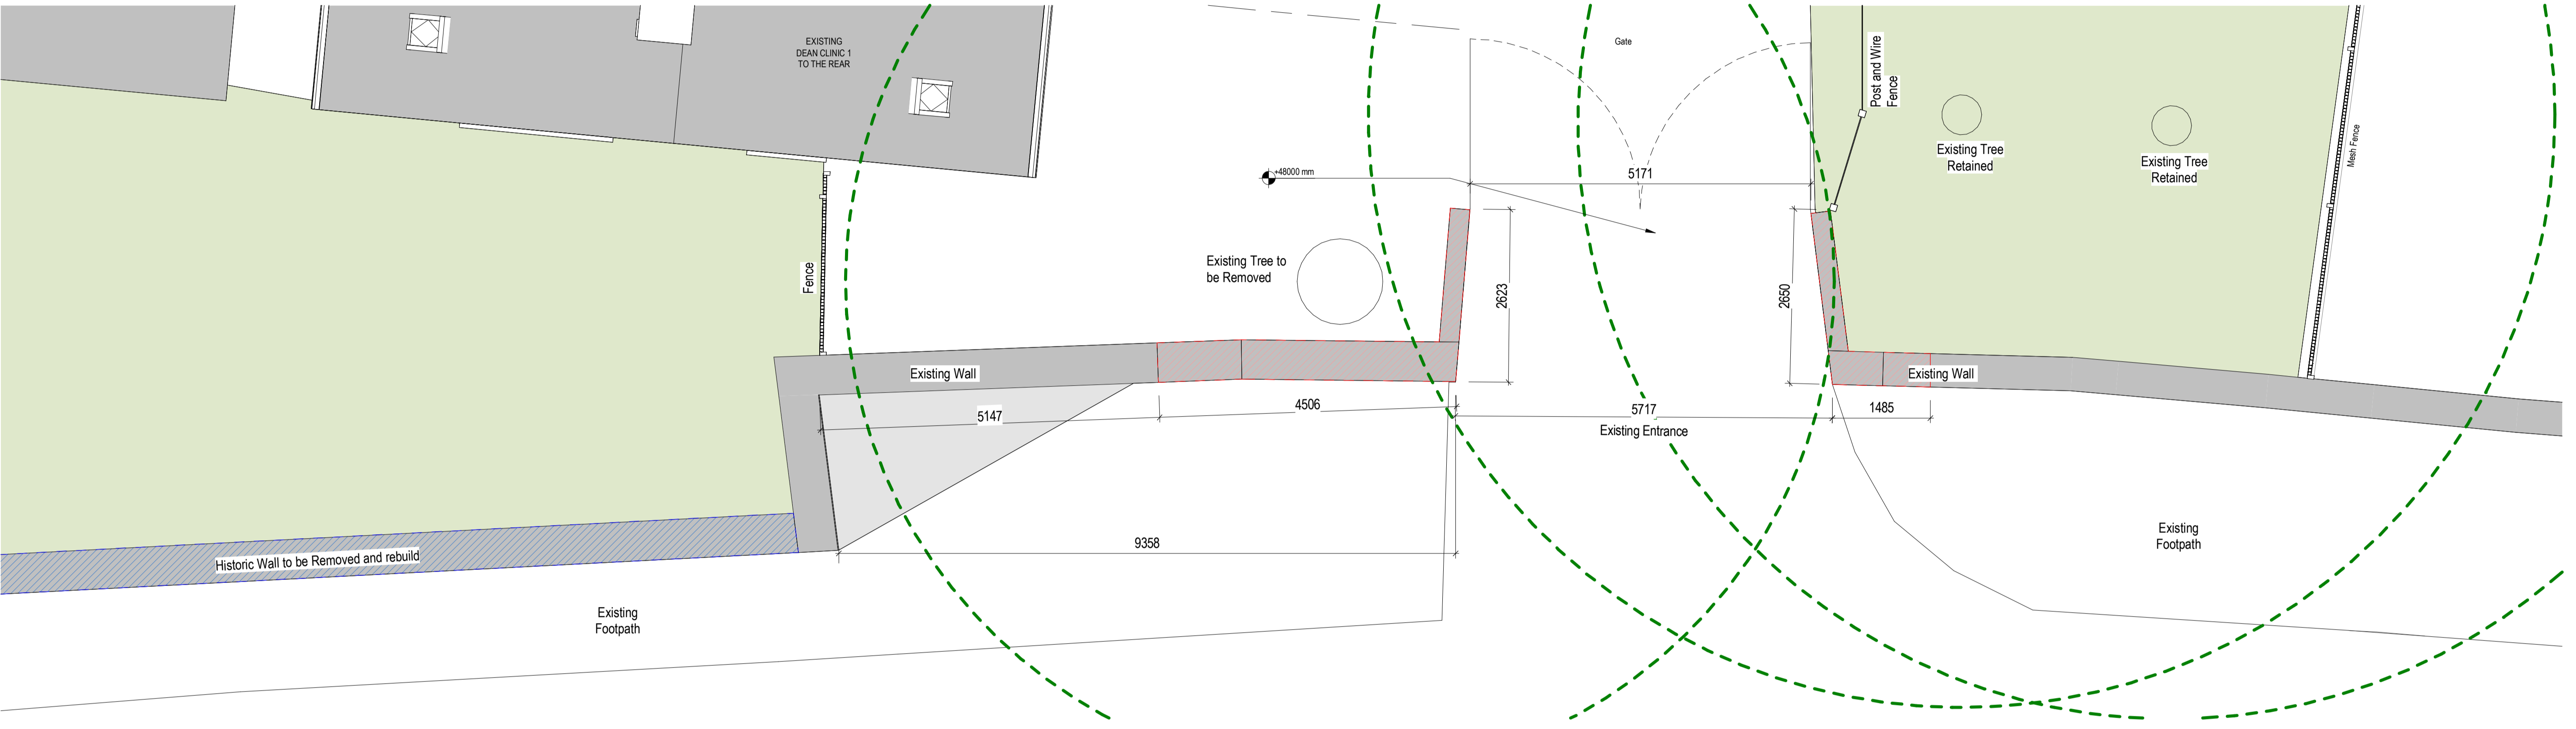 EXISTING
DEAN CLINIC 1
TO THE REAR
Gate
Post and Wire
Fence
Existing Tree
Retained
Existing Tree
Retained
Mesh Fence
+48000 mm
5171
Fence
Existing Tree to
be Removed
2623
2650
Existing Wall
Existing Wall
5147
4506
5717
1485
Existing Entrance
9358
Historic Wall to be Removed and rebuild
Existing
Footpath
Existing
Footpath